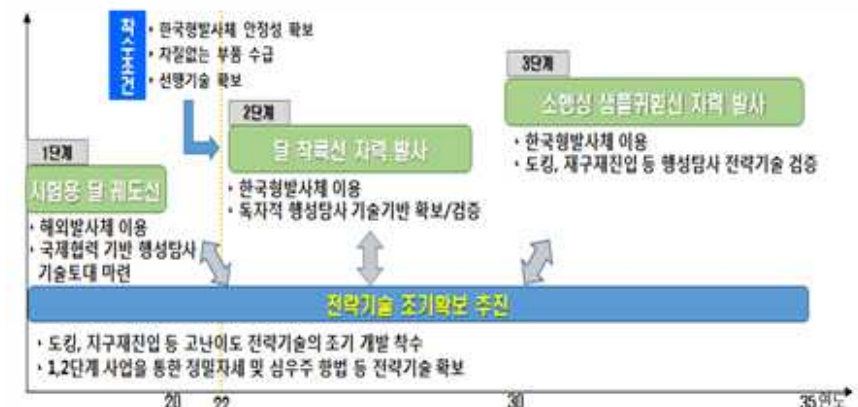 착수조건
• 한국형발사체 안정성 확보
• 차질없는 부품 수급
• 선행기술 확보
3단계
소행성 샘플귀환선 자력 발사
• 한국형발사체 이용
• 도킹, 재구재진입 등 행성탐사 전략기술 검증
2단계
달 착륙선 자력 발사
• 한국형발사체 이용
• 독자적 행성탐사 기술기반 확보/검증
1단계
시험용 달 궤도선
• 해외발사체 이용
• 국제협력 기반 행성탐사
기술토대 마련
전략기술 조기확보 추진
• 도킹, 지구재진입 등 고난이도 전략기술의 조기 개발 착수
• 1,2단계 사업을 통한 정밀자세 및 심우주 항법 등 전략기술 확보
20 22 30 35 연도